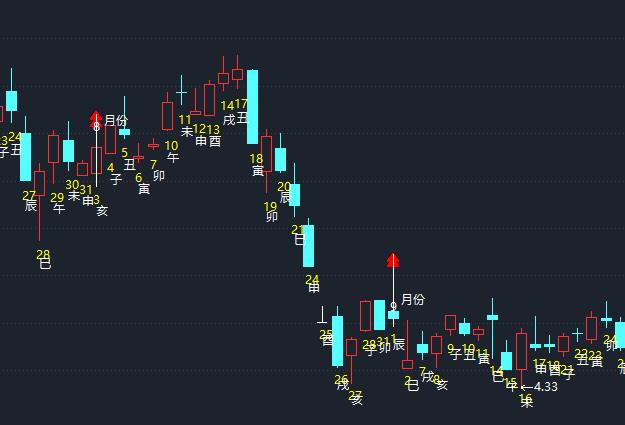 24
丑
27
辰
28
巳
29
午
30
未
31
申
8 月份
3
亥
4
子
5
丑
6
寅
7
卯
10
午
11
未
12
申
13
酉
14
戌
17
丑
18
寅
19
卯
20
辰
21
巳
24
申
25
酉
26
戌
27
亥
28
子
31
卯
9 月份
1
辰
2
巳
7
戌
8
亥
9
子
10
丑
11
寅
14
巳
15
午
←4.33
16
未
17
申
18
酉
21
子
22
丑
23
寅
24
卯